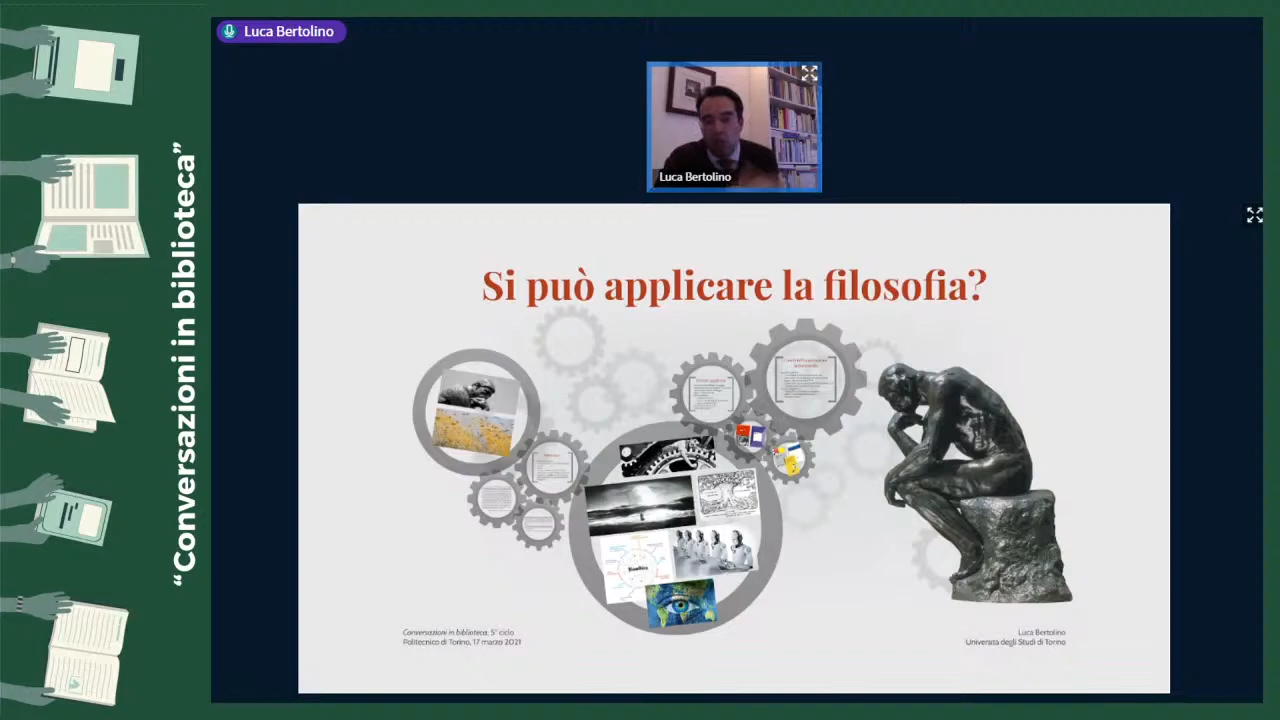 “Conversazioni in biblioteca”
Luca Bertolino
Luca Bertolino
Si può applicare la filosofia?
Bioetica
Conversazioni in biblioteca, 5° ciclo
Politecnico di Torino, 17 marzo 2021
Luca Bertolino
Università degli Studi di Torino